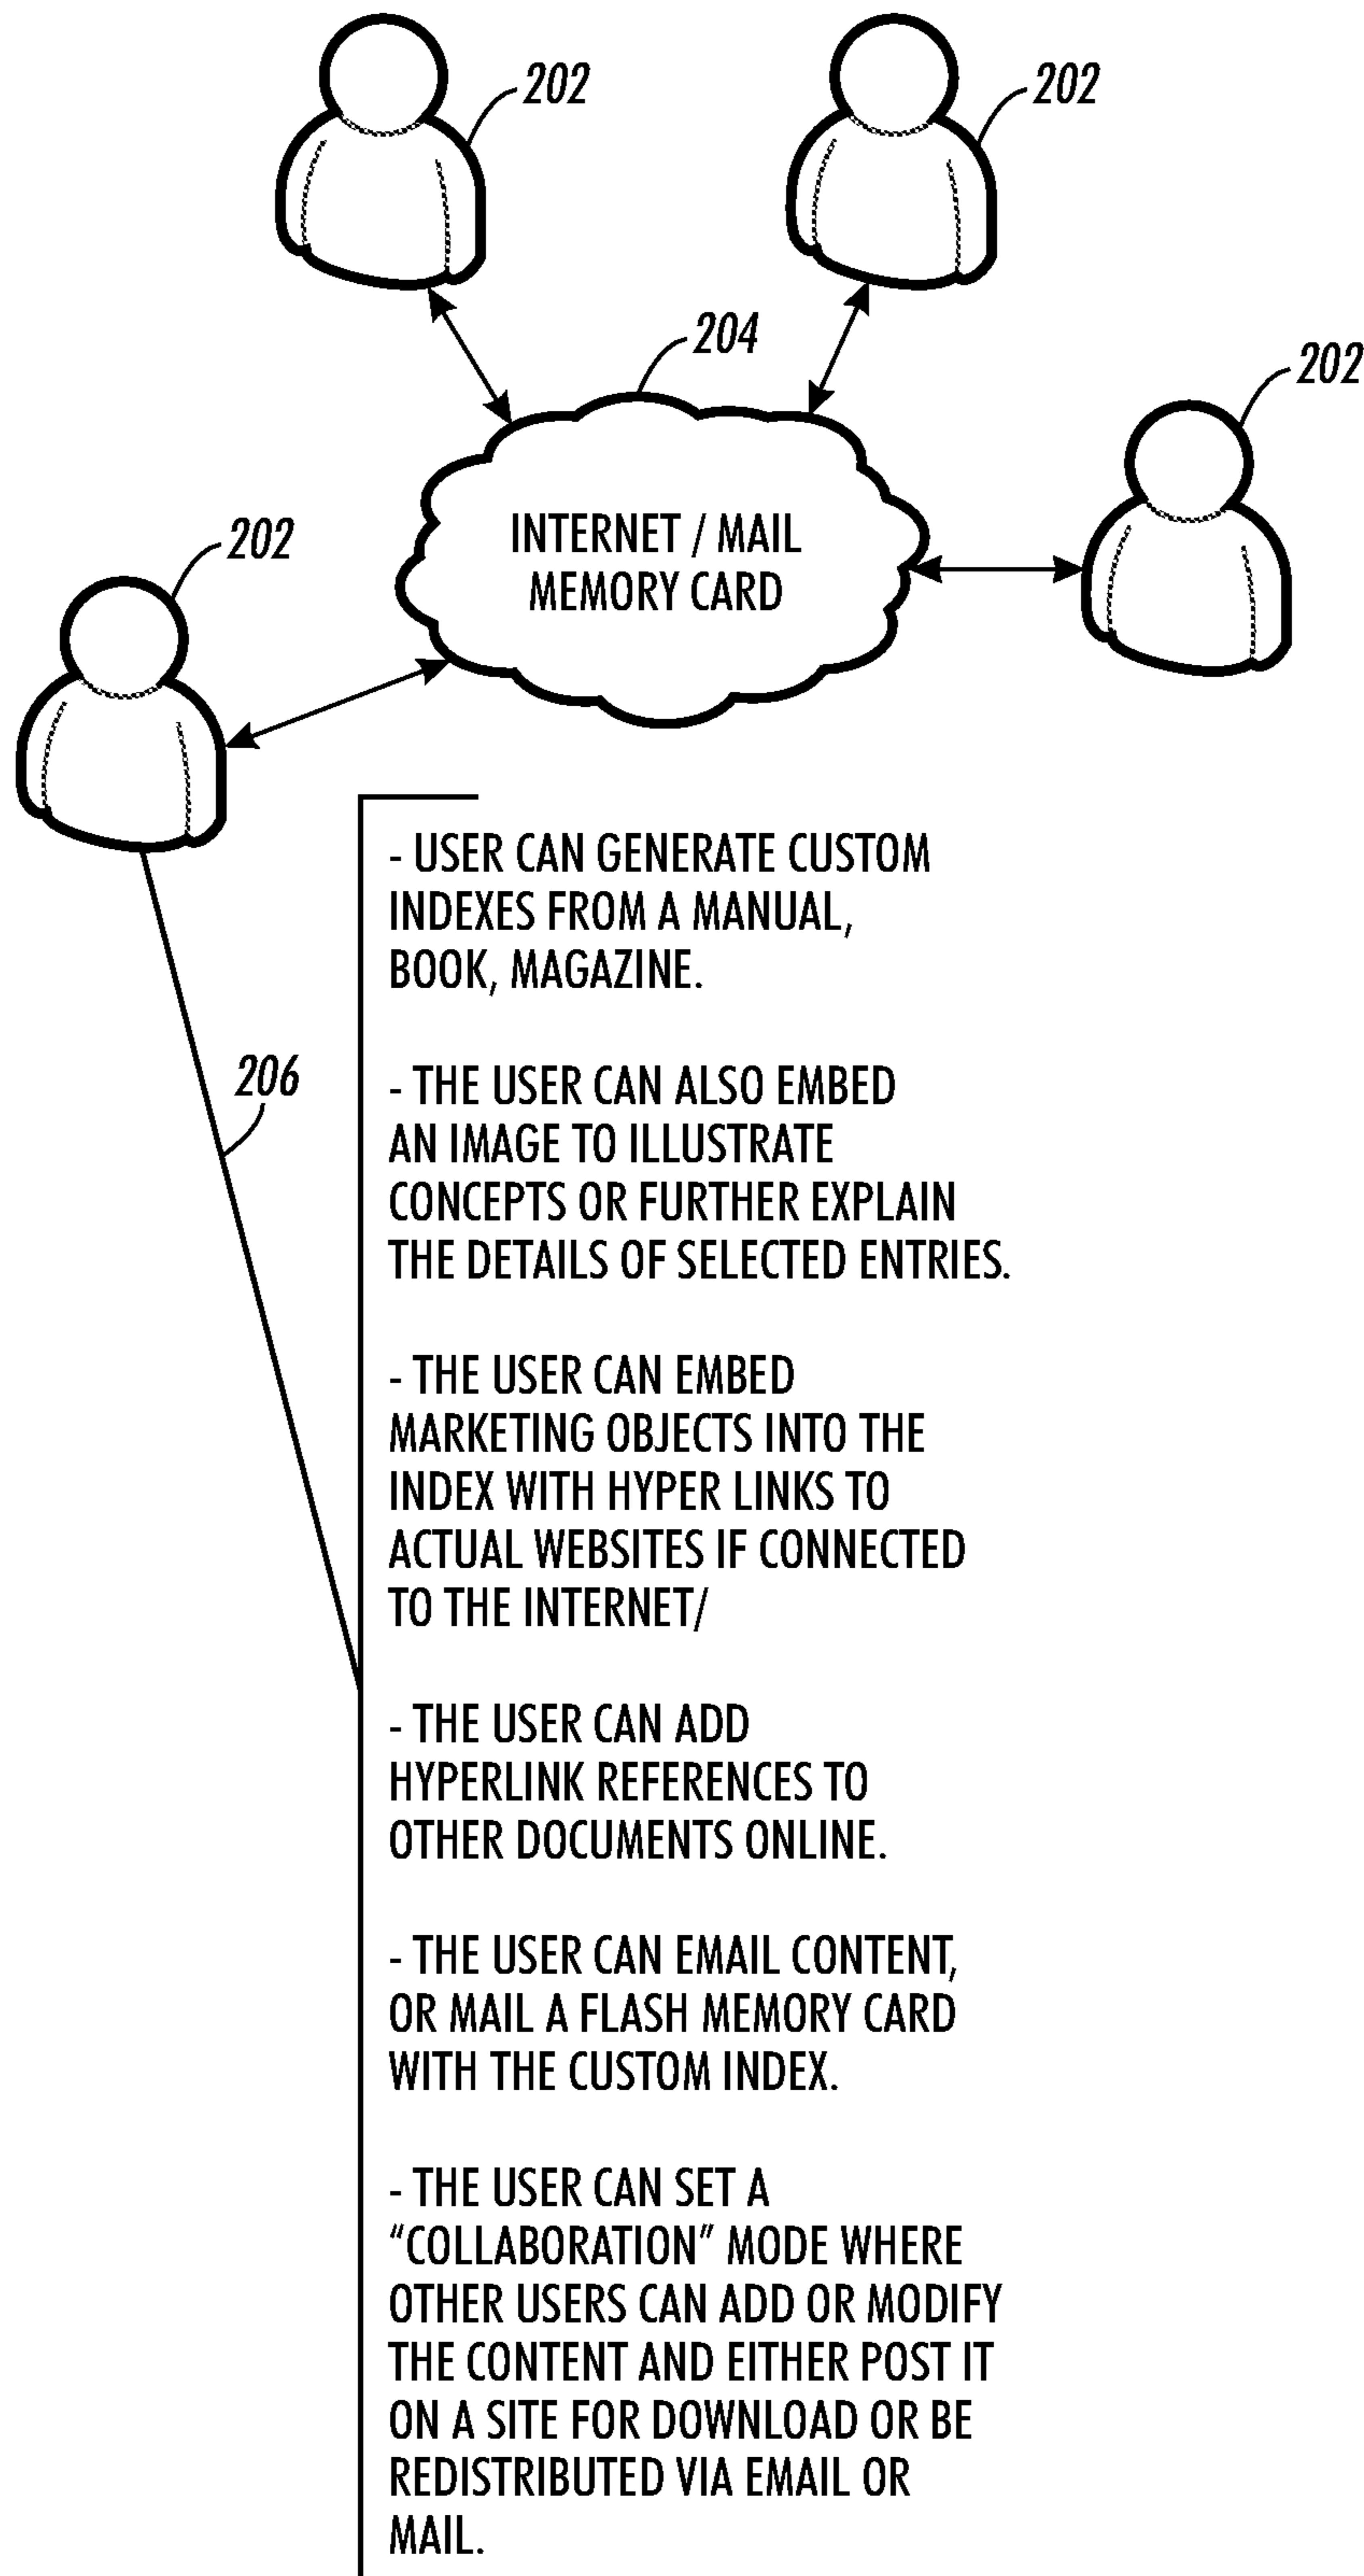 202
202
204
202
INTERNET / MAIL
MEMORY CARD
202
- USER CAN GENERATE CUSTOM
INDEXES FROM A MANUAL,
BOOK, MAGAZINE.
206
- THE USER CAN ALSO EMBED
AN IMAGE TO ILLUSTRATE
CONCEPTS OR FURTHER EXPLAIN
THE DETAILS OF SELECTED ENTRIES.
- THE USER CAN EMBED
MARKETING OBJECTS INTO THE
INDEX WITH HYPER LINKS TO
ACTUAL WEBSITES IF CONNECTED
TO THE INTERNET/
- THE USER CAN ADD
HYPERLINK REFERENCES TO
OTHER DOCUMENTS ONLINE.
- THE USER CAN EMAIL CONTENT,
OR MAIL A FLASH MEMORY CARD
WITH THE CUSTOM INDEX.
- THE USER CAN SET A
“COLLABORATION” MODE WHERE
OTHER USERS CAN ADD OR MODIFY
THE CONTENT AND EITHER POST IT
ON A SITE FOR DOWNLOAD OR BE
REDISTRIBUTED VIA EMAIL OR
MAIL.